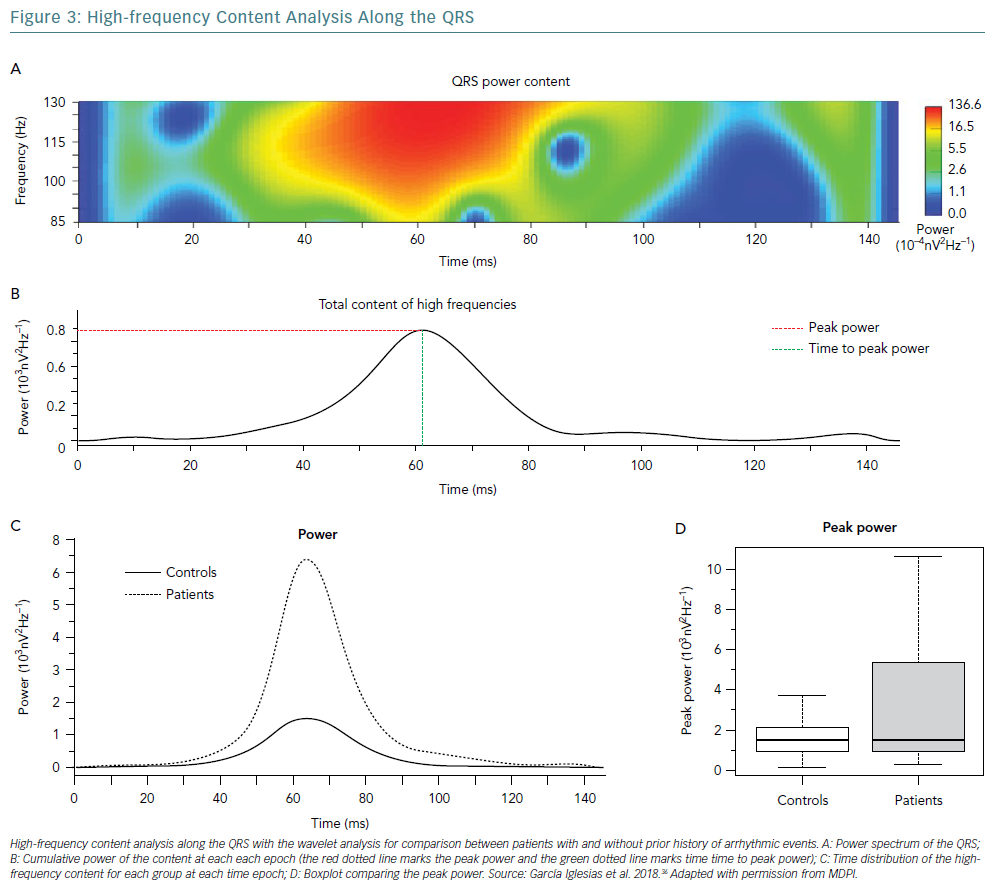 Figure 3: High-frequency Content Analysis Along the QRS
A
QRS power content
130
115
100
85
Frequency (Hz)
0 20 40 60 80 100 120 140
Time (ms)
136.6
16.5
5.5
2.6
1.1
0.0
Power
(10⁻⁴nV²Hz⁻¹)
B
Total content of high frequencies
0.8
0.6
0.2
0
Power (10³nV²Hz⁻¹)
Peak power
Time to peak power
0 20 40 60 80 100 120 140
Time (ms)
C
Power
8
6
5
4
3
2
1
0
Power (10³nV²Hz⁻¹)
Controls
Patients
0 20 40 60 80 100 120 140
Time (ms)
D
Peak power
10
8
6
4
2
0
Peak power (10³nV²Hz⁻¹)
Controls Patients
High-frequency content analysis along the QRS with the wavelet analysis for comparison between patients with and without prior history of arrhythmic events. A: Power spectrum of the QRS;
B: Cumulative power of the content at each each epoch (the red dotted line marks the peak power and the green dotted line marks time time to peak power); C: Time distribution of the high-
frequency content for each group at each time epoch; D: Boxplot comparing the peak power. Source: García Iglesias et al. 2018. Adapted with permission from MDPI.